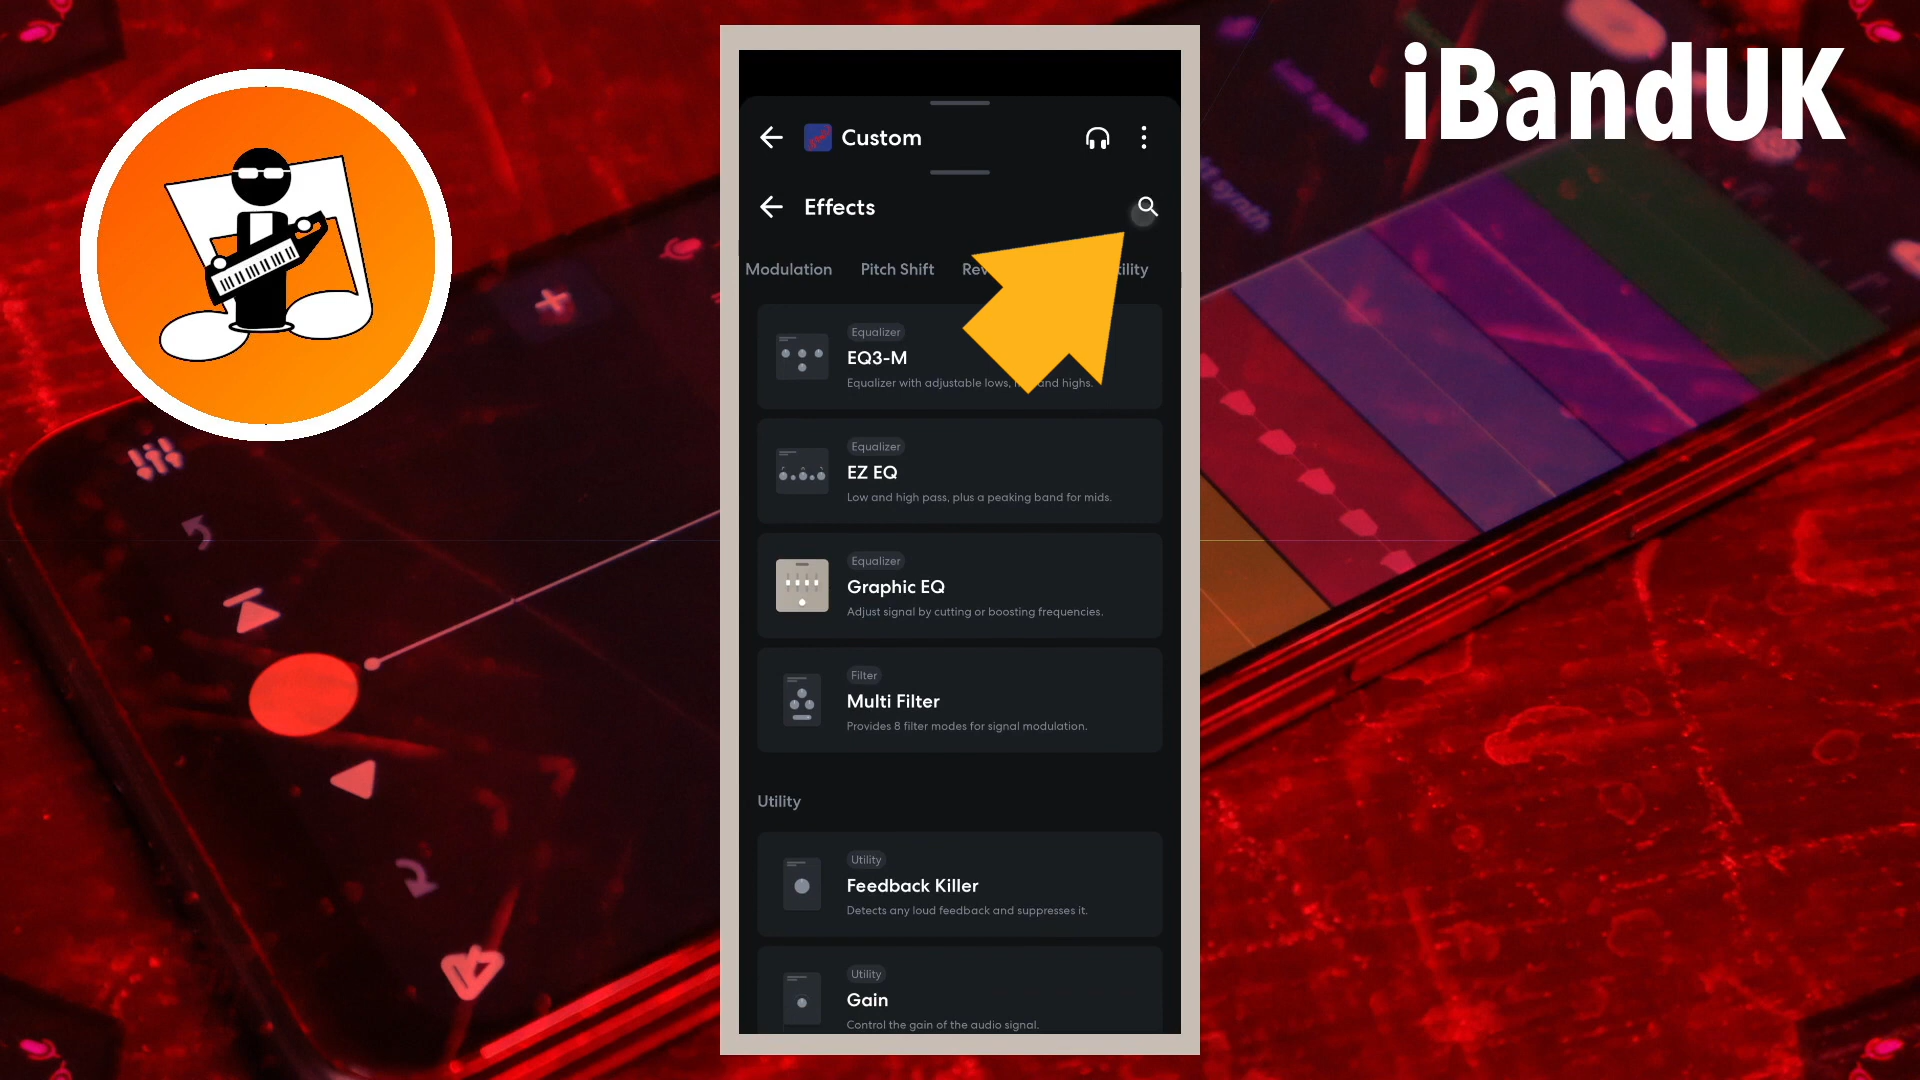 iBandUK
Custom
Effects
Modulation Pitch Shift
Equalizer
EQ3-M
Equalizer with adjustable lows, and highs.
Equalizer
EZ EQ
Low and high pass, plus a peaking band for mids.
Equalizer
Graphic EQ
Adjust signal by cutting or boosting frequencies.
Filter
Multi Filter
Provides 8 filter modes for signal modulation.
Utility
Utility
Feedback Killer
Detects any loud feedback and suppresses it.
Utility
Gain
Control the gain of the audio signal.